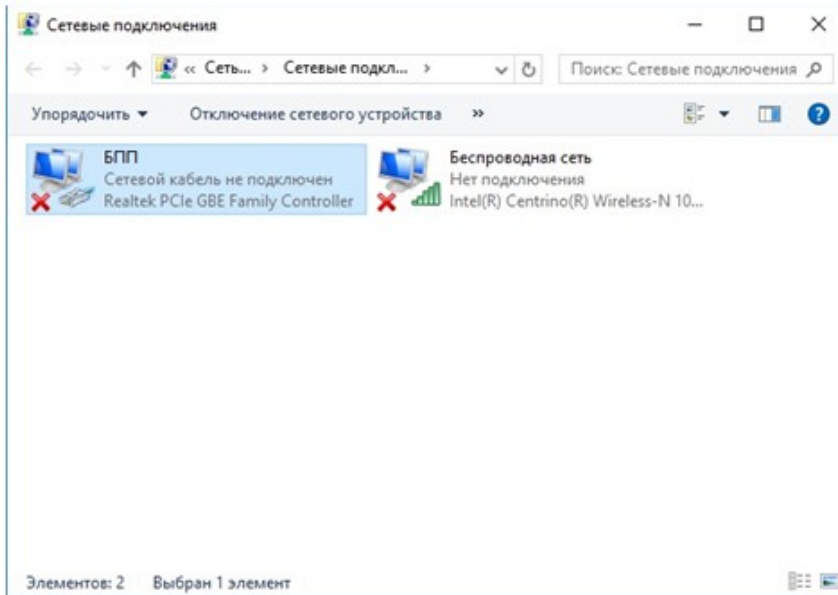 Сетевые подключения
« Сеть... › Сетевые подкл... ›
Поиск: Сетевые подключения
Упорядочить Отключение сетевого устройства »
БПП
Сетевой кабель не подключен
Realtek PCIe GBE Family Controller
Беспроводная сеть
Нет подключения
Intel(R) Centrino(R) Wireless-N 10...
Элементов: 2 Выбран 1 элемент